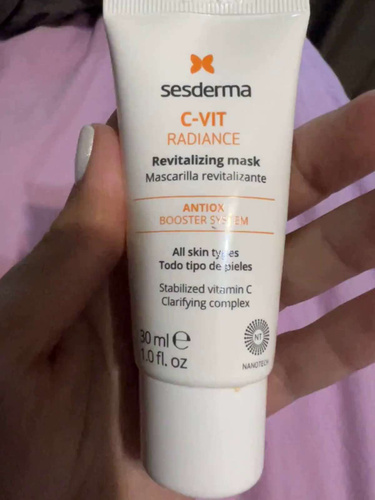 sesderma
C-VIT
RADIANCE
Revitalizing mask
Mascarilla revitalizante
ANTIOX
BOOSTER SYSTEM
All skin types
Todo tipo de pieles
Stabilized vitamin C
Clarifying complex
30 ml e
1.0 fl. oz
NT
NANOTECH